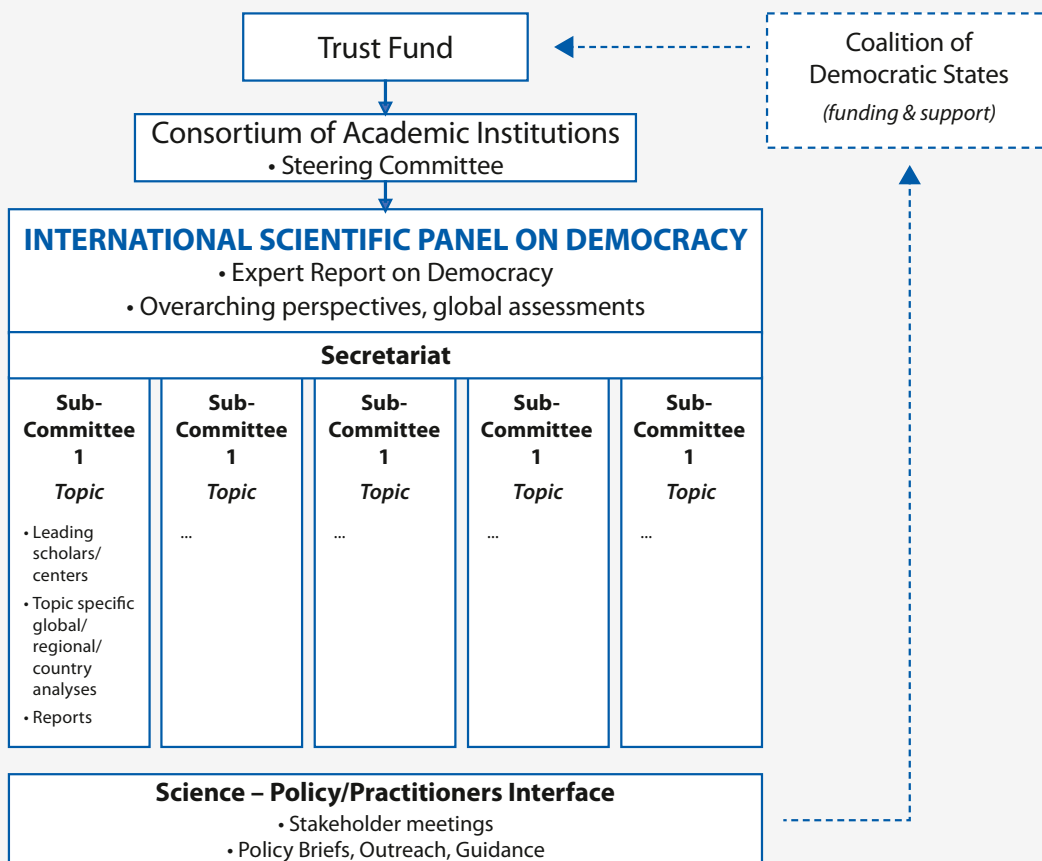 Trust Fund
Coalition of
Democratic States
(funding & support)
Consortium of Academic Institutions
• Steering Committee
INTERNATIONAL SCIENTIFIC PANEL ON DEMOCRACY
• Expert Report on Democracy
• Overarching perspectives, global assessments
Secretariat
Sub-
Committee
1
Topic
• Leading
scholars/
centers
• Topic specific
global/
regional/
country
analyses
• Reports
Sub-
Committee
1
Topic
...
Sub-
Committee
1
Topic
...
Sub-
Committee
1
Topic
...
Sub-
Committee
1
Topic
...
Science – Policy/Practitioners Interface
• Stakeholder meetings
• Policy Briefs, Outreach, Guidance